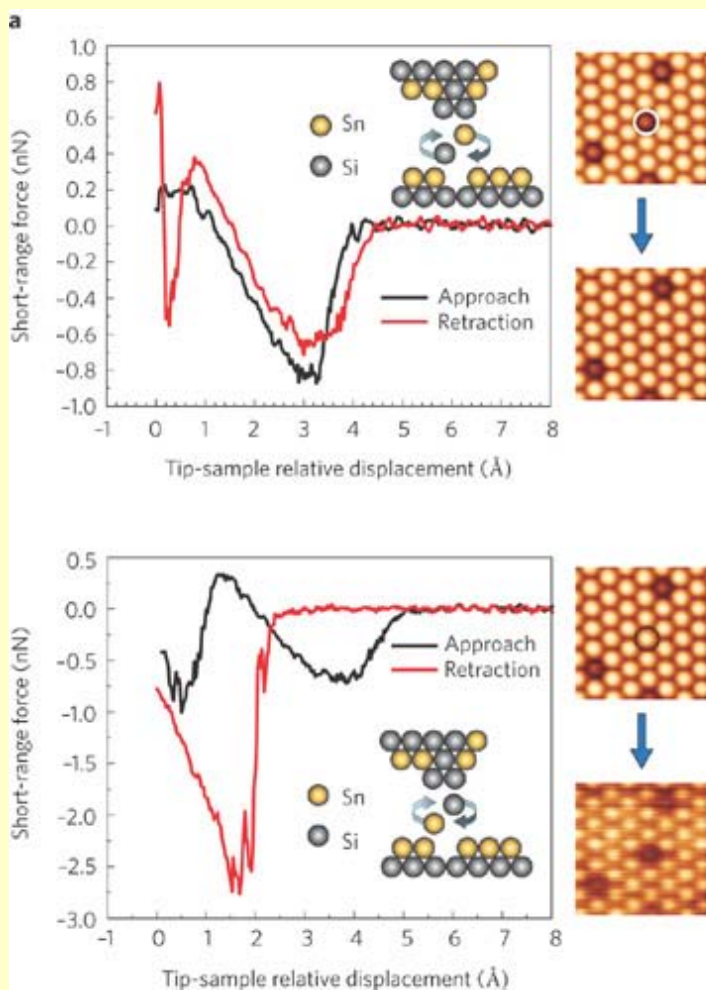 a
1.0
0.8
0.6
0.4
0.2
0.0
-0.2
-0.4
-0.6
-0.8
-1.0
Short-range force (nN)
Sn
Si
Approach
Retraction
-1 0 1 2 3 4 5 6 7 8
Tip-sample relative displacement (Å)
0.5
0.0
-0.5
-1.0
-1.5
-2.0
-2.5
-3.0
Short-range force (nN)
Approach
Retraction
Sn
Si
-1 0 1 2 3 4 5 6 7 8
Tip-sample relative displacement (Å)